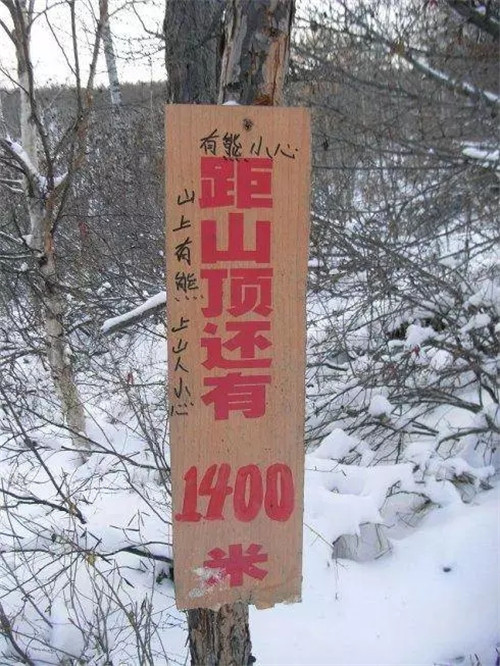 有熊小心
距山顶还有
1400
米
山上有熊 上山人小心